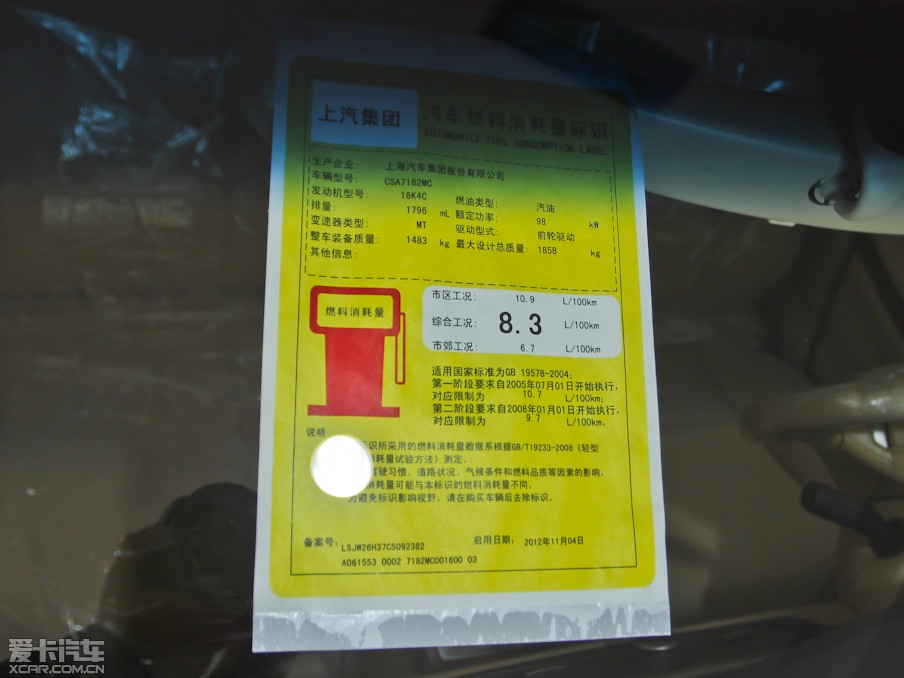 上汽集团
汽车燃料消耗量标识
AUTOMOBILE FUEL CONSUMPTION LABEL
生产企业: 上海汽车集团股份有限公司
车辆型号: CSA7182MC
发动机型号: 18K4C 燃油类型: 汽油
排量: 1796 mL 额定功率: 98 kW
变速器类型: MT 驱动型式: 前轮驱动
整车装备质量: 1483 kg 最大设计总质量: 1858 kg
其他信息:
燃料消耗量
市区工况: 10.9 L/100km
综合工况: 8.3 L/100km
市郊工况: 6.7 L/100km
适用国家标准为GB 19578-2004;
第一阶段要求自2005年07月01日开始执行,
对应限制为 10.7 L/100km;
第二阶段要求自2008年01月01日开始执行,
对应限制为 9.7 L/100km。
说明
识所采用的燃料消耗量数据系根据GB/T19233-2008《轻型
消耗量试验方法》测定。
驾驶习惯、道路状况、气候条件和燃料品质等因素的影响,
消耗量可能与本标识的燃料消耗量不同。
为避免标识影响视野, 请在购买车辆后去除标识。
备案号: LSJW26H37CS092382 启用日期: 2012年11月04日
A061553 0002 7182MC001600 03
爱卡汽车
XCAR.COM.CN